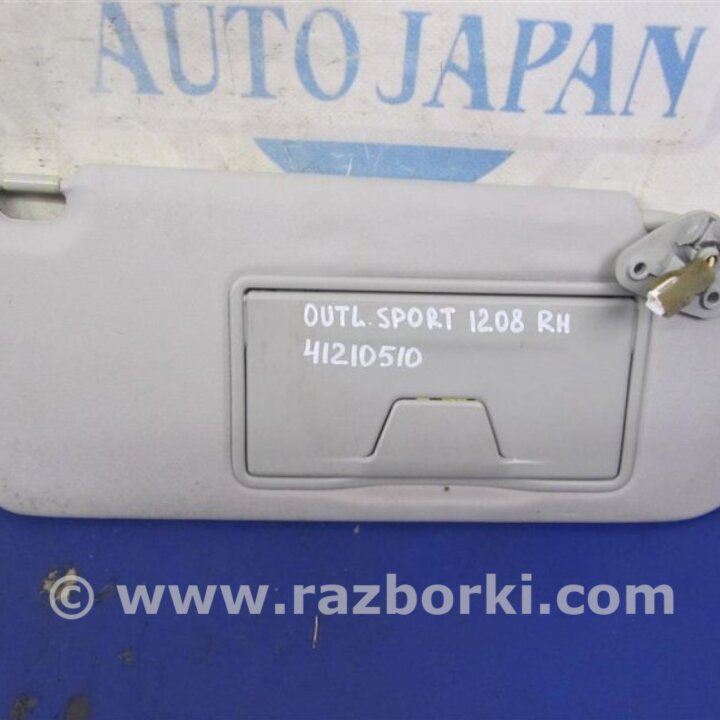 AUTO JAPAN
OUTL. SPORT 1208 RH
41210510
© www.razborki.com